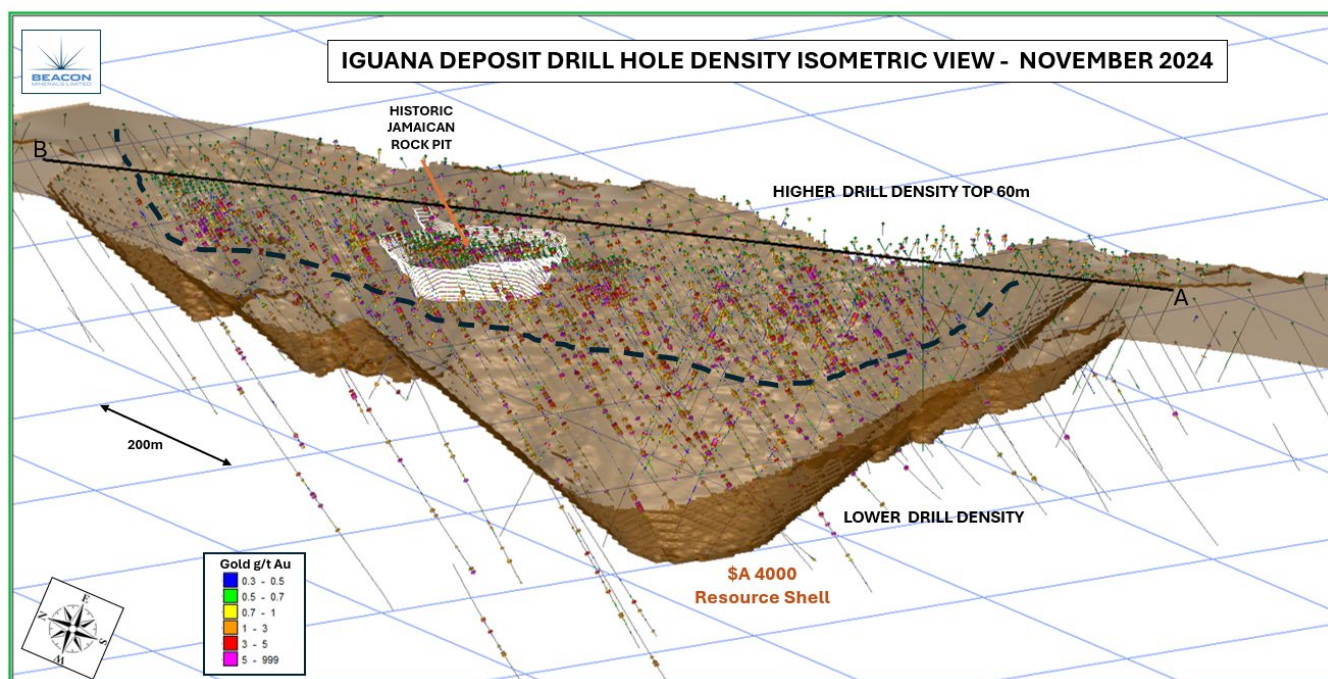 BEACON
MINERALS LIMITED
IGUANA DEPOSIT DRILL HOLE DENSITY ISOMETRIC VIEW - NOVEMBER 2024
HISTORIC
JAMAICAN
ROCK PIT
B
HIGHER DRILL DENSITY TOP 60m
A
200m
LOWER DRILL DENSITY
$A 4000
Resource Shell
Gold g/t Au
0.3 - 0.5
0.5 - 0.7
0.7 - 1
1 - 3
3 - 5
5 - 999
N
E
S
W